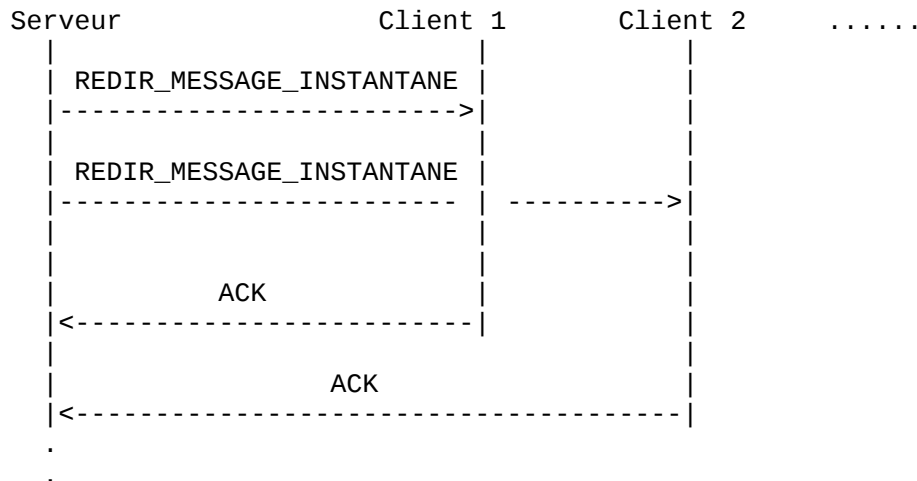 Serveur Client 1 Client 2 ......
REDIR_MESSAGE_INSTANTANE
REDIR_MESSAGE_INSTANTANE
ACK
ACK
.
.